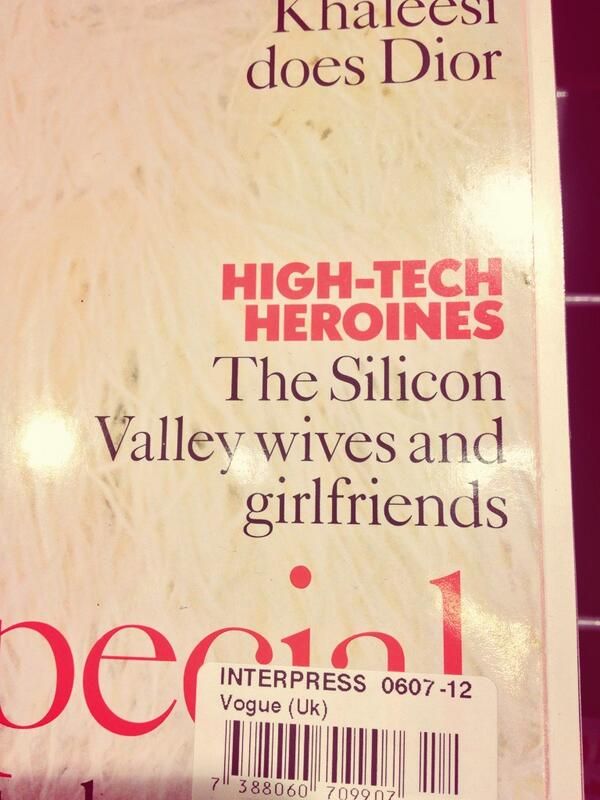 Khaleesi
does Dior
HIGH-TECH
HEROINES
The Silicon
Valley wives and
girlfriends
pecial
INTERPRESS 0607-12
Vogue (Uk)
7 388060 709907